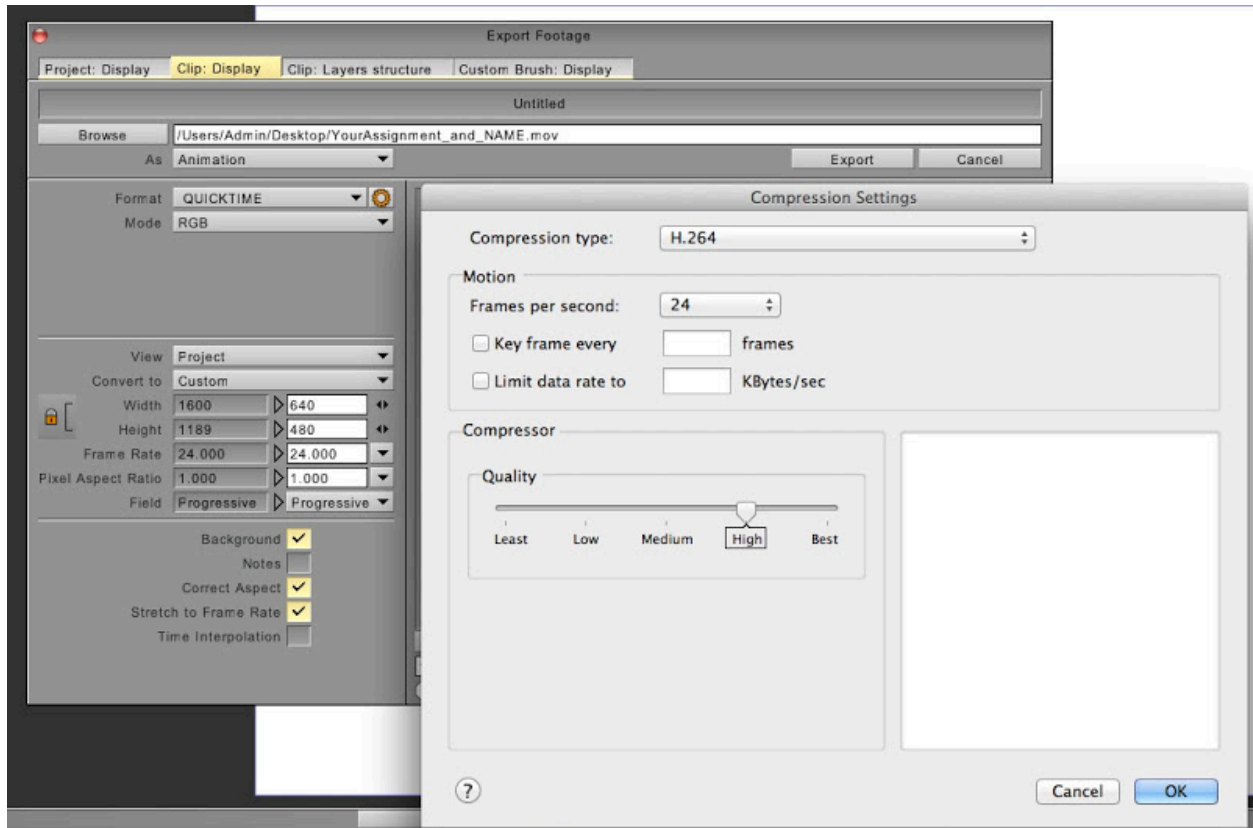 Export Footage
Project: Display Clip: Display Clip: Layers structure Custom Brush: Display
Untitled
Browse /Users/Admin/Desktop/YourAssignment_and_NAME.mov
As Animation Export Cancel
Format QUICKTIME
Mode RGB
View Project
Convert to Custom
Width 1600 640
Height 1189 480
Frame Rate 24.000 24.000
Pixel Aspect Ratio 1.000 1.000
Field Progressive Progressive
Background
Notes
Correct Aspect
Stretch to Frame Rate
Time Interpolation
Compression Settings
Compression type: H.264
Motion
Frames per second: 24
Key frame every frames
Limit data rate to KBytes/sec
Compressor
Quality
Least Low Medium High Best
? Cancel OK